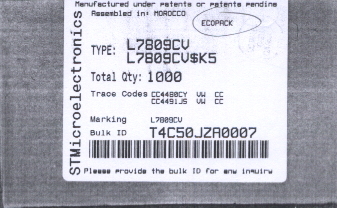 Manufactured under patents or patents pending
Assembled in: MOROCCO
ECOPACK
STMicroelectronics
TYPE: L7809CV
L7809CV$K5
Total Qty: 1000
Trace Codes CC4480CY VW CC
CC4491JS VW CC
Marking L7809CV
Bulk ID T4C50JZA0007
Please provide the bulk ID for any inquiry